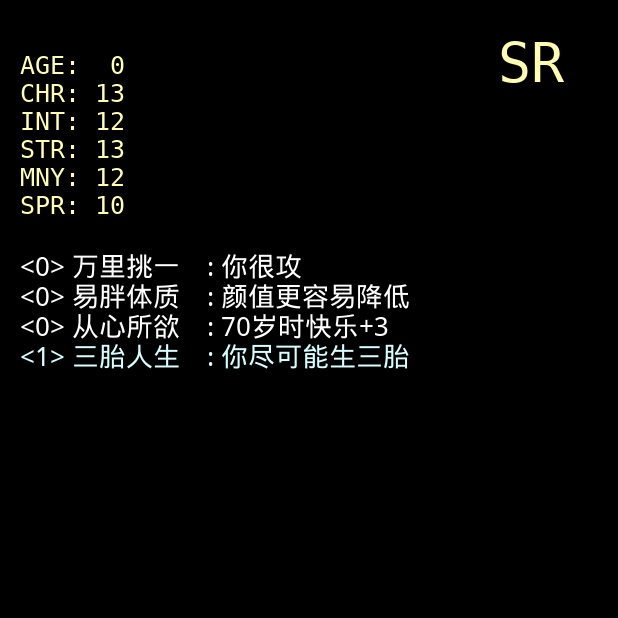 SR
AGE: 0
CHR: 13
INT: 12
STR: 13
MNY: 12
SPR: 10
<0> 万里挑一 : 你很攻
<0> 易胖体质 : 颜值更容易降低
<0> 从心所欲 : 70岁时快乐+3
<1> 三胎人生 : 你尽可能生三胎